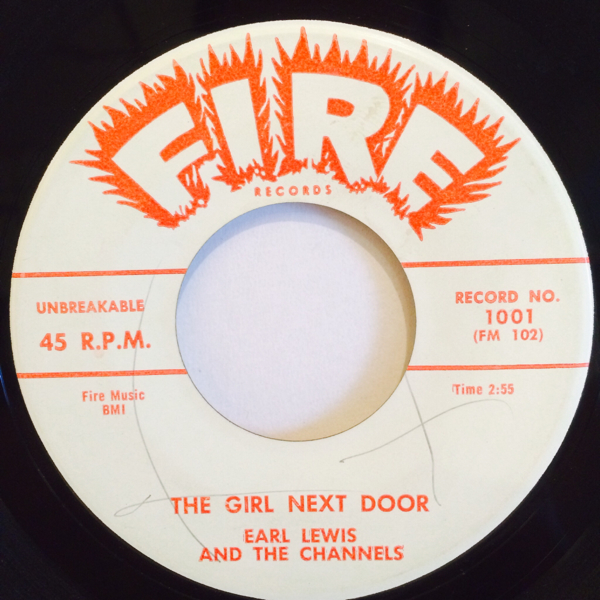 FIRE
RECORDS
UNBREAKABLE
45 R.P.M.
Fire Music
BMI
RECORD NO.
1001
(FM 102)
Time 2:55
THE GIRL NEXT DOOR
EARL LEWIS
AND THE CHANNELS